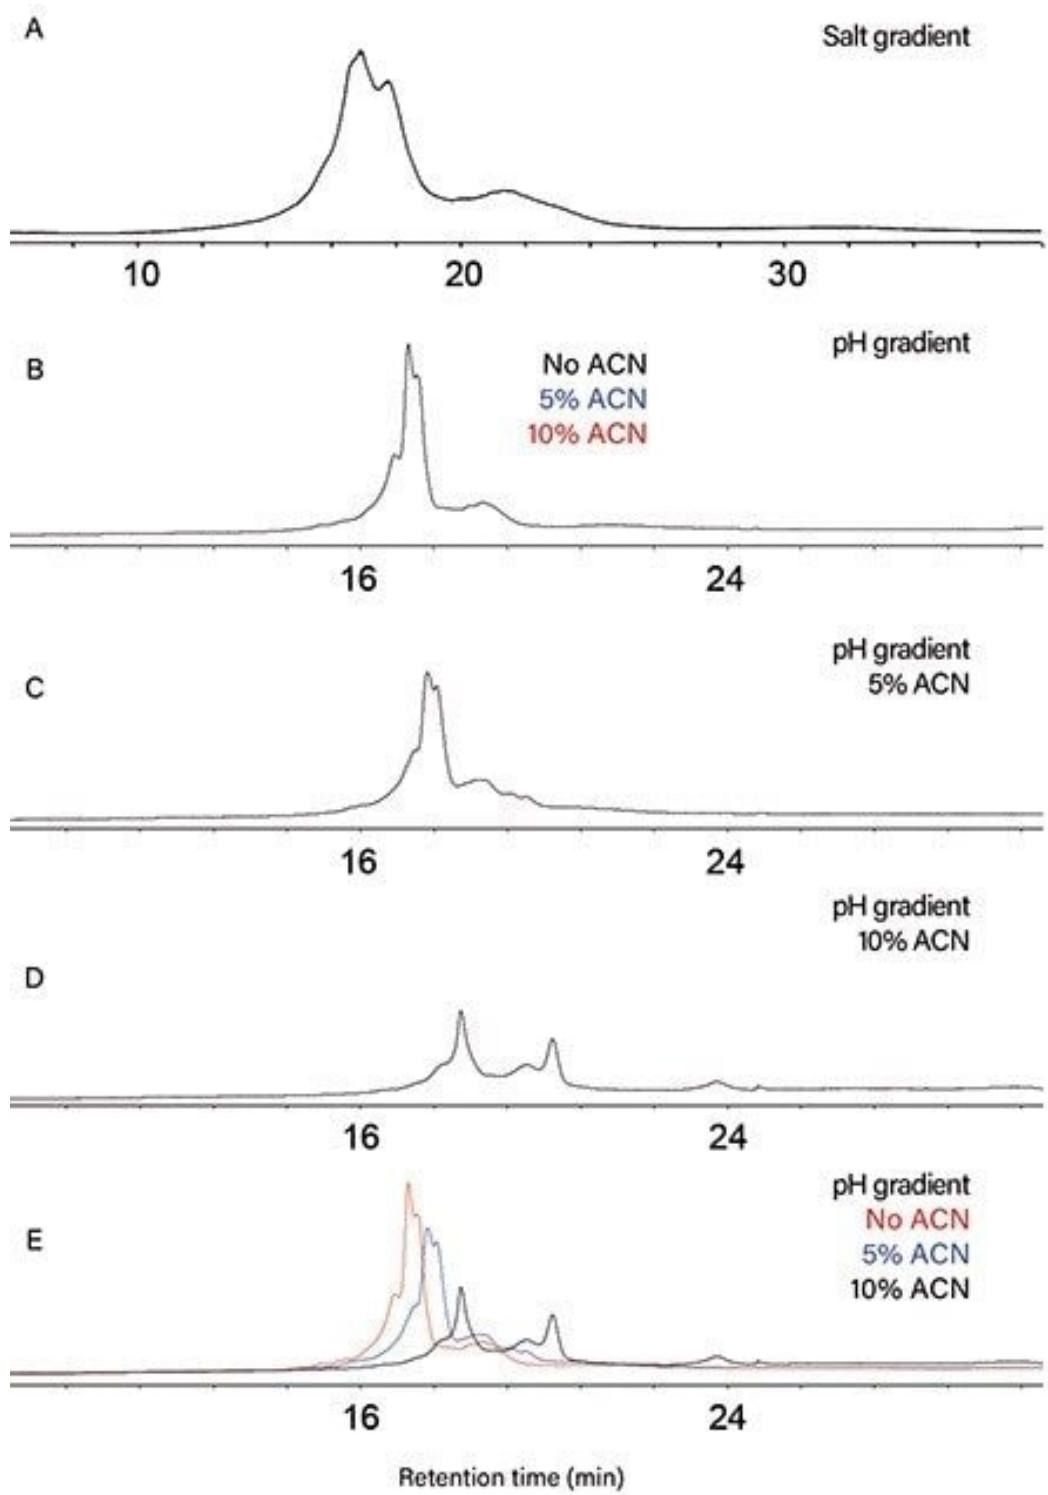 A
Salt gradient
10 20 30
B
pH gradient
No ACN
5% ACN
10% ACN
16 24
C
pH gradient
5% ACN
16 24
D
pH gradient
10% ACN
16 24
E
pH gradient
No ACN
5% ACN
10% ACN
16 24
Retention time (min)